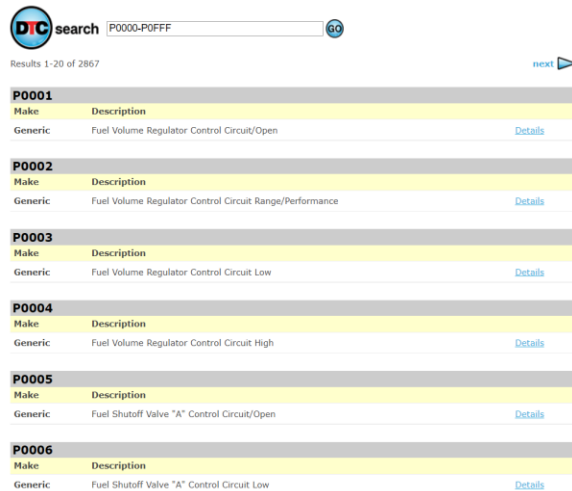 DTC search P0000-P0FFF GO
Results 1-20 of 2867 next
P0001
Make Description
Generic Fuel Volume Regulator Control Circuit/Open Details
P0002
Make Description
Generic Fuel Volume Regulator Control Circuit Range/Performance Details
P0003
Make Description
Generic Fuel Volume Regulator Control Circuit Low Details
P0004
Make Description
Generic Fuel Volume Regulator Control Circuit High Details
P0005
Make Description
Generic Fuel Shutoff Valve "A" Control Circuit/Open Details
P0006
Make Description
Generic Fuel Shutoff Valve "A" Control Circuit Low Details